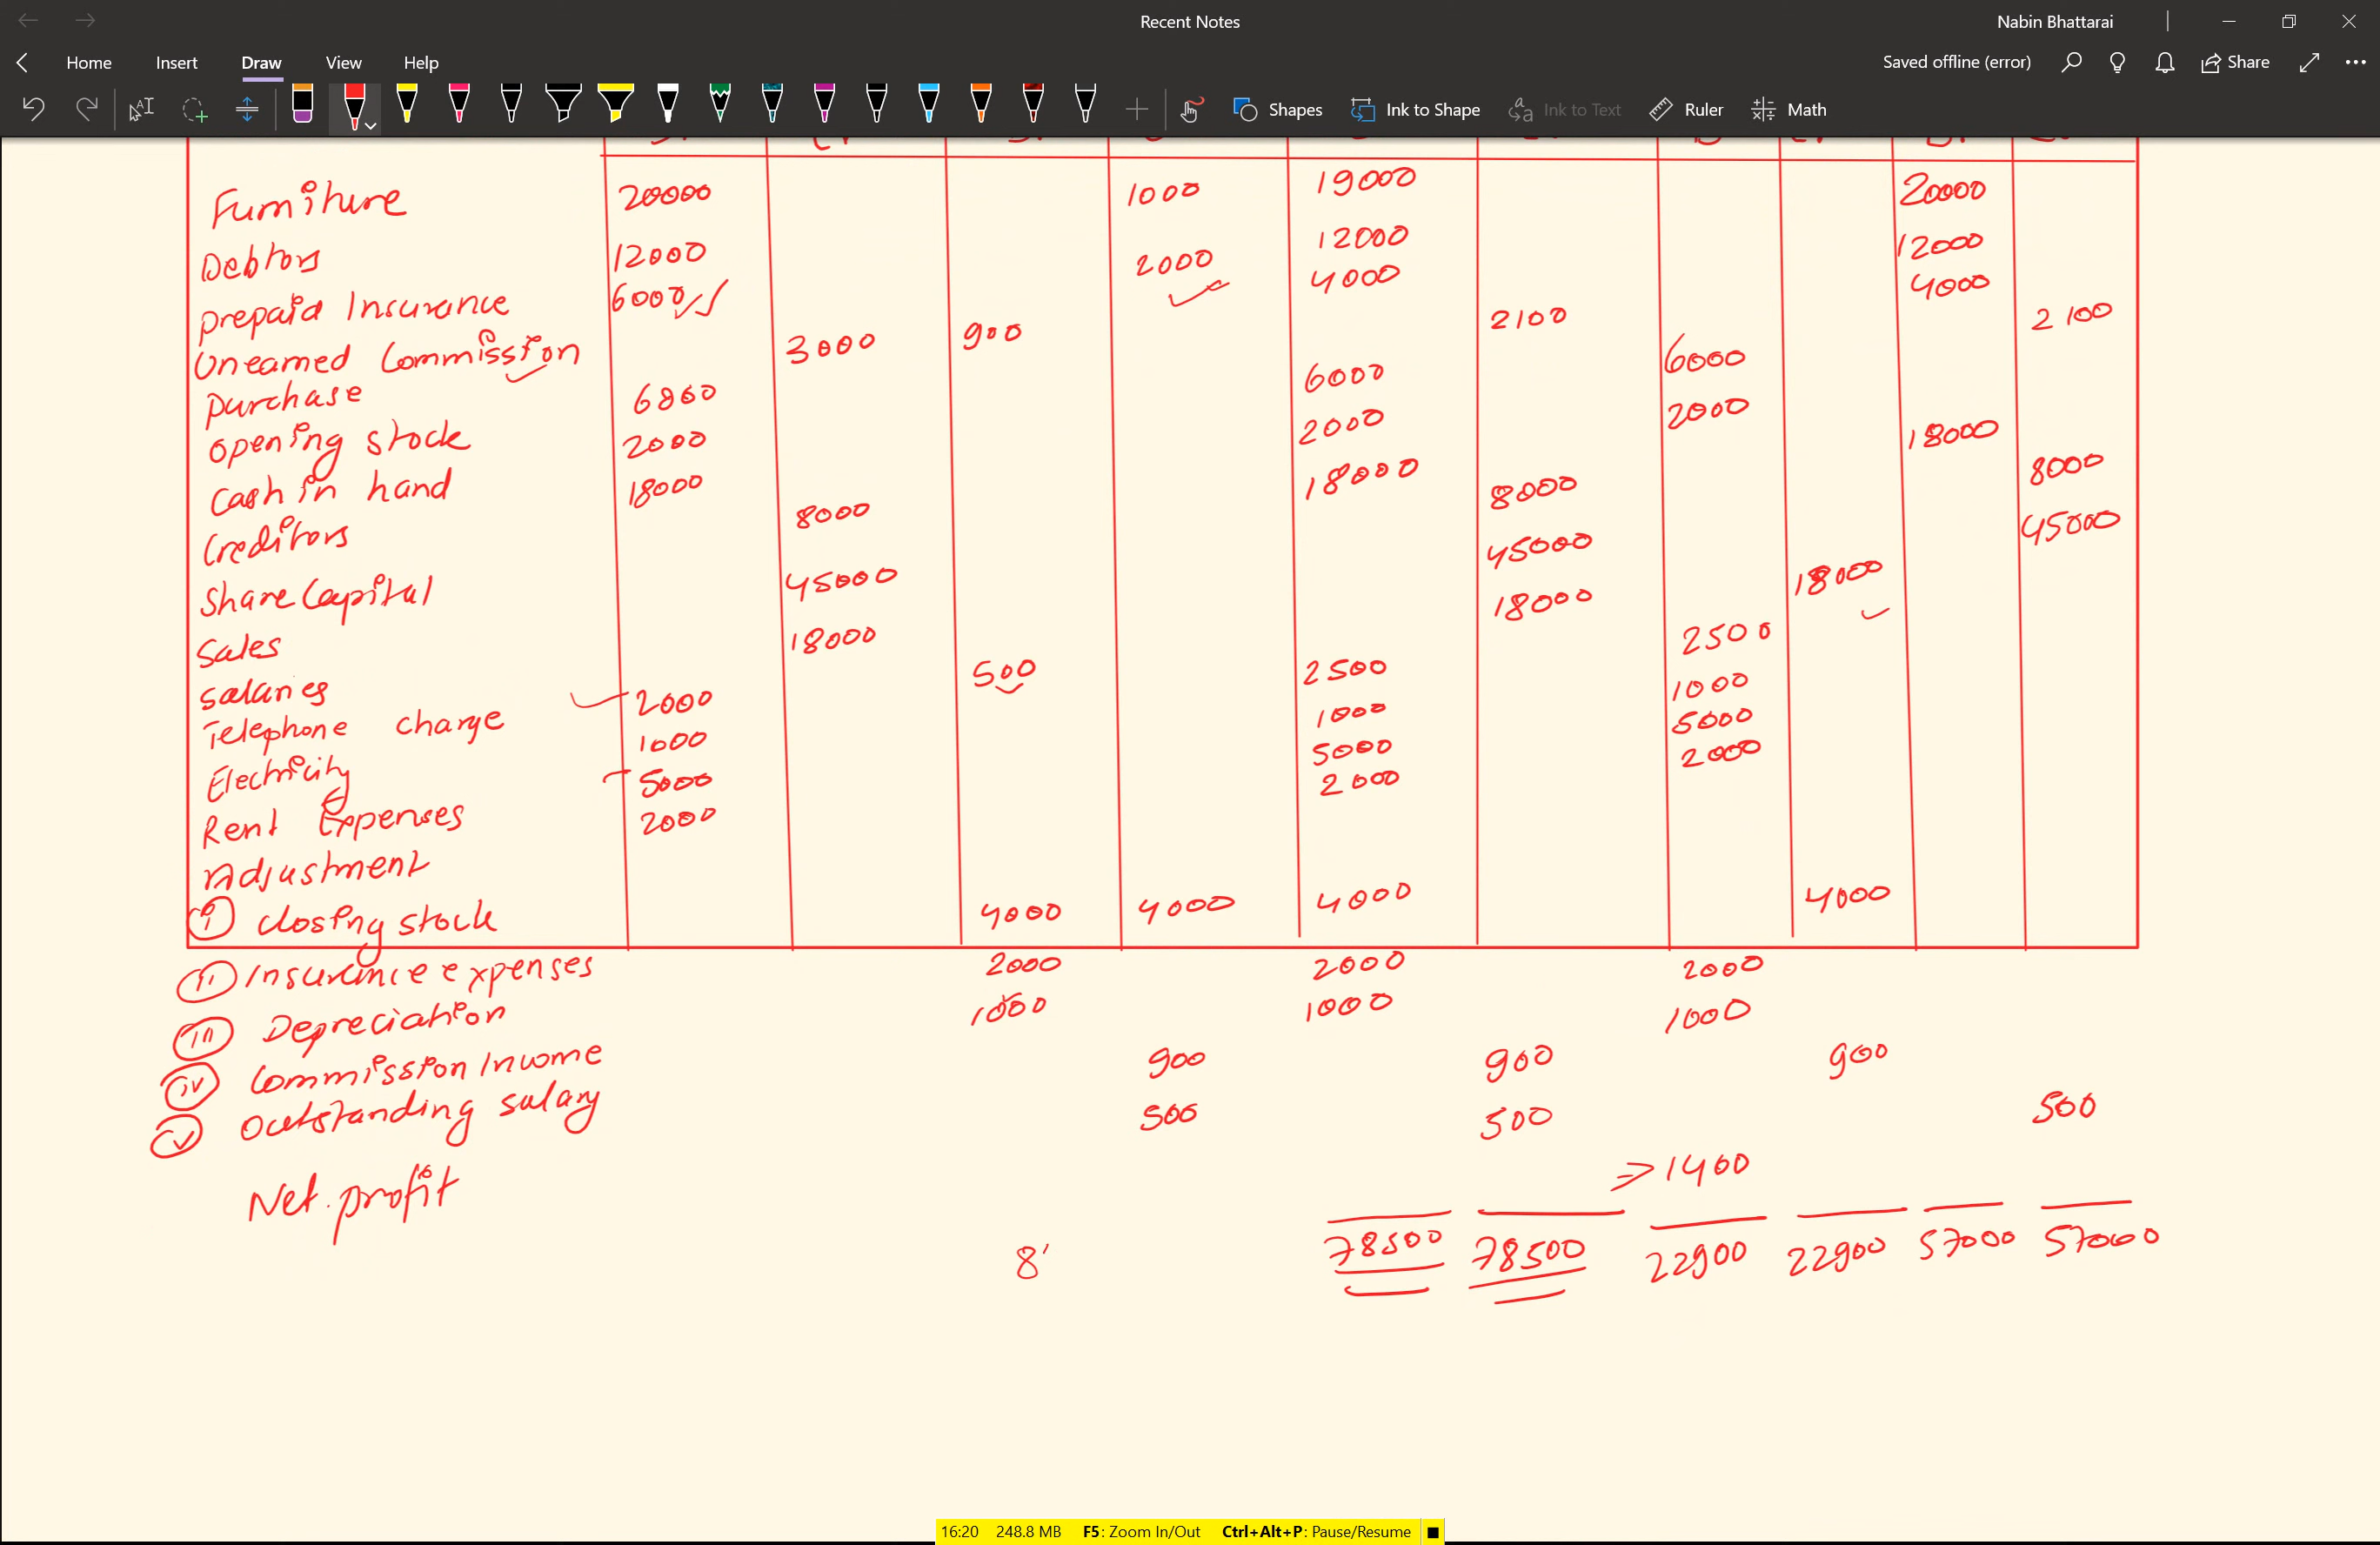 Recent Notes Nabin Bhattarai
Home Insert Draw View Help Saved offline (error) Share
Shapes Ink to Shape Ink to Text Ruler Math
Furniture 20000 1000 19000 20000
Debtors 12000 2000 12000 12000
prepaid Insurance 6000 4000 4000
Unearned Commission 3000 900 2100 2100
purchase 6000 6000 6000
opening stock 2000 2000 2000
Cash in hand 18000 18000 18000
Creditors 8000 8000 8000
Share Capital 45000 45000 45000
Sales 18000 18000 18000
salaries 2000 500 2500 2500
Telephone charge 1000 1000 1000
Electricity 5000 5000 5000
Rent Expenses 2000 2000 2000
Adjustment
(i) closing stock 4000 4000 4000 4000
(ii) Insurance expenses 2000 2000 2000
(iii) Depreciation 1000 1000 1000
(iv) Commission Income 900 900 900
(v) Outstanding salary 500 500 500
Net. profit => 1400
8' 78500 78500 22900 22900 57000 57000
16:20 248.8 MB F5: Zoom In/Out Ctrl+Alt+P: Pause/Resume